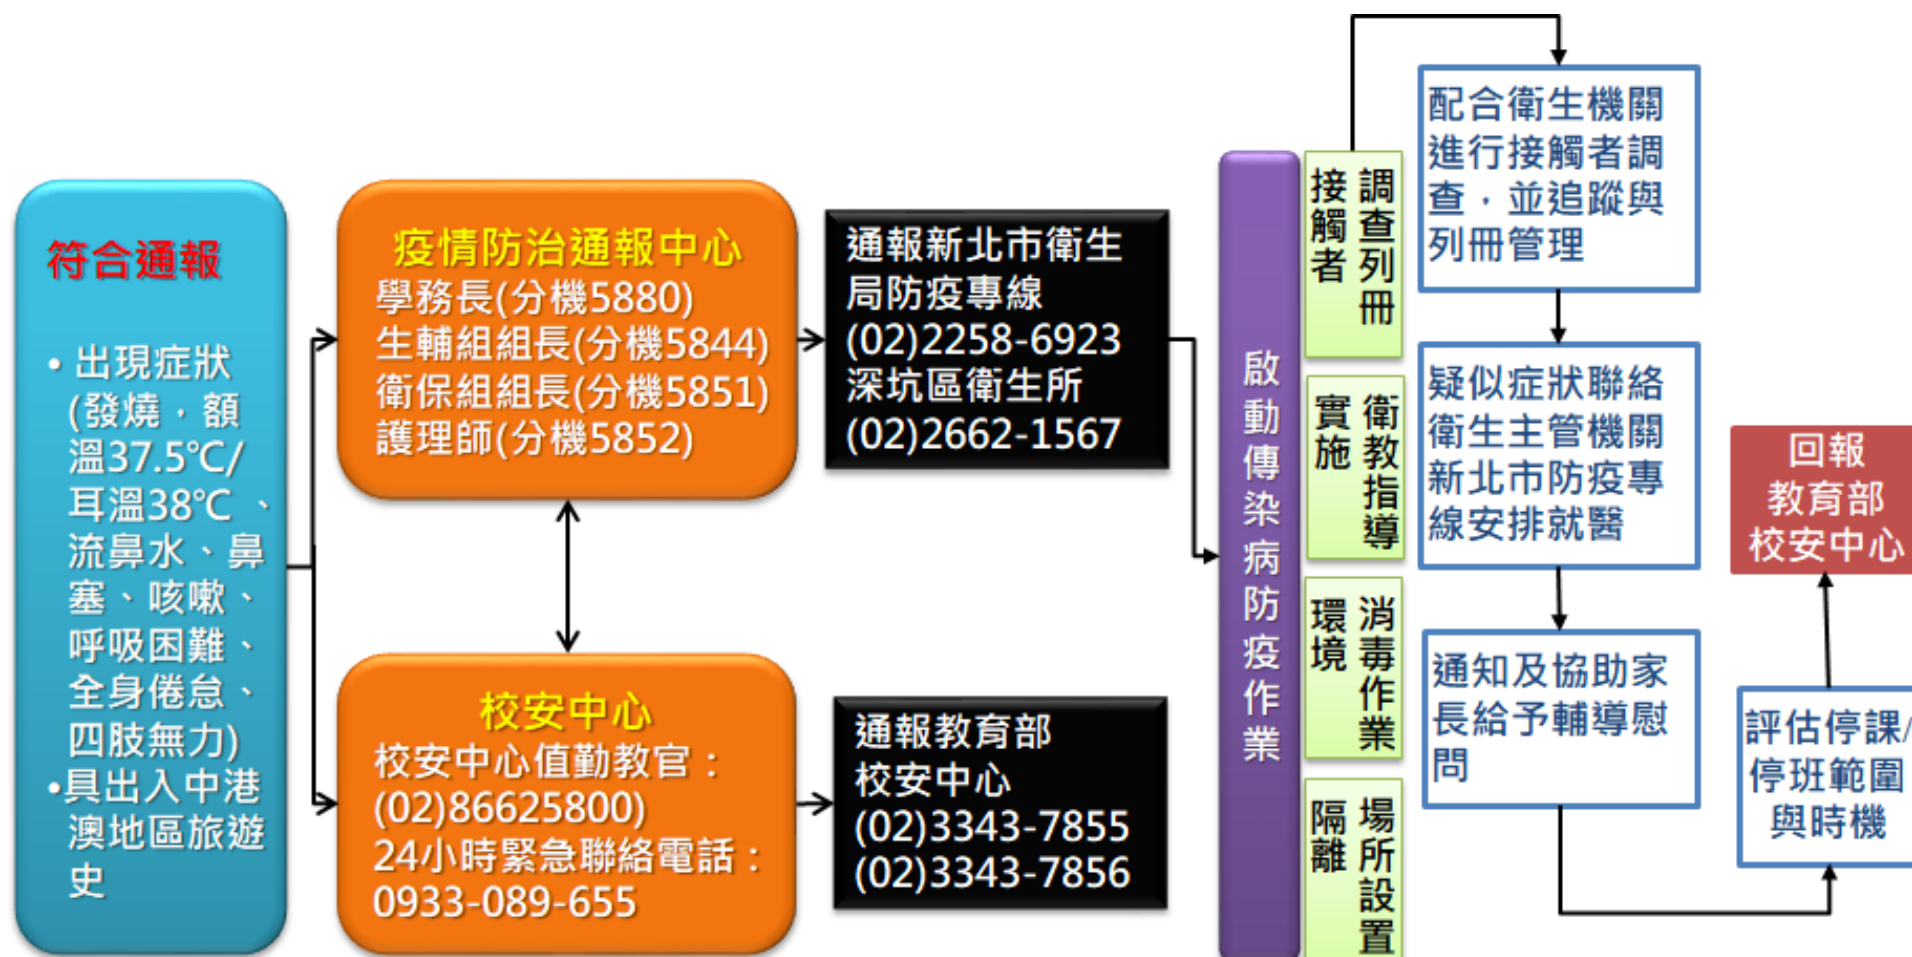 符合通報
• 出現症狀
(發燒，額
溫37.5℃/
耳溫38℃、
流鼻水、鼻
塞、咳嗽、
呼吸困難、
全身倦怠、
四肢無力)
•具出入中港
澳地區旅遊
史
疫情防治通報中心
學務長(分機5880)
生輔組組長(分機5844)
衛保組組長(分機5851)
護理師(分機5852)
校安中心
校安中心值勤教官：
(02)86625800)
24小時緊急聯絡電話：
0933-089-655
通報新北市衛生
局防疫專線
(02)2258-6923
深坑區衛生所
(02)2662-1567
通報教育部
校安中心
(02)3343-7855
(02)3343-7856
啟動傳染病防疫作業
調查列冊
接觸者
衛教指導
實施
消毒作業
環境
場所設置
隔離
配合衛生機關
進行接觸者調
查，並追蹤與
列冊管理
疑似症狀聯絡
衛生主管機關
新北市防疫專
線安排就醫
通知及協助家
長給予輔導慰
問
評估停課/
停班範圍
與時機
回報
教育部
校安中心